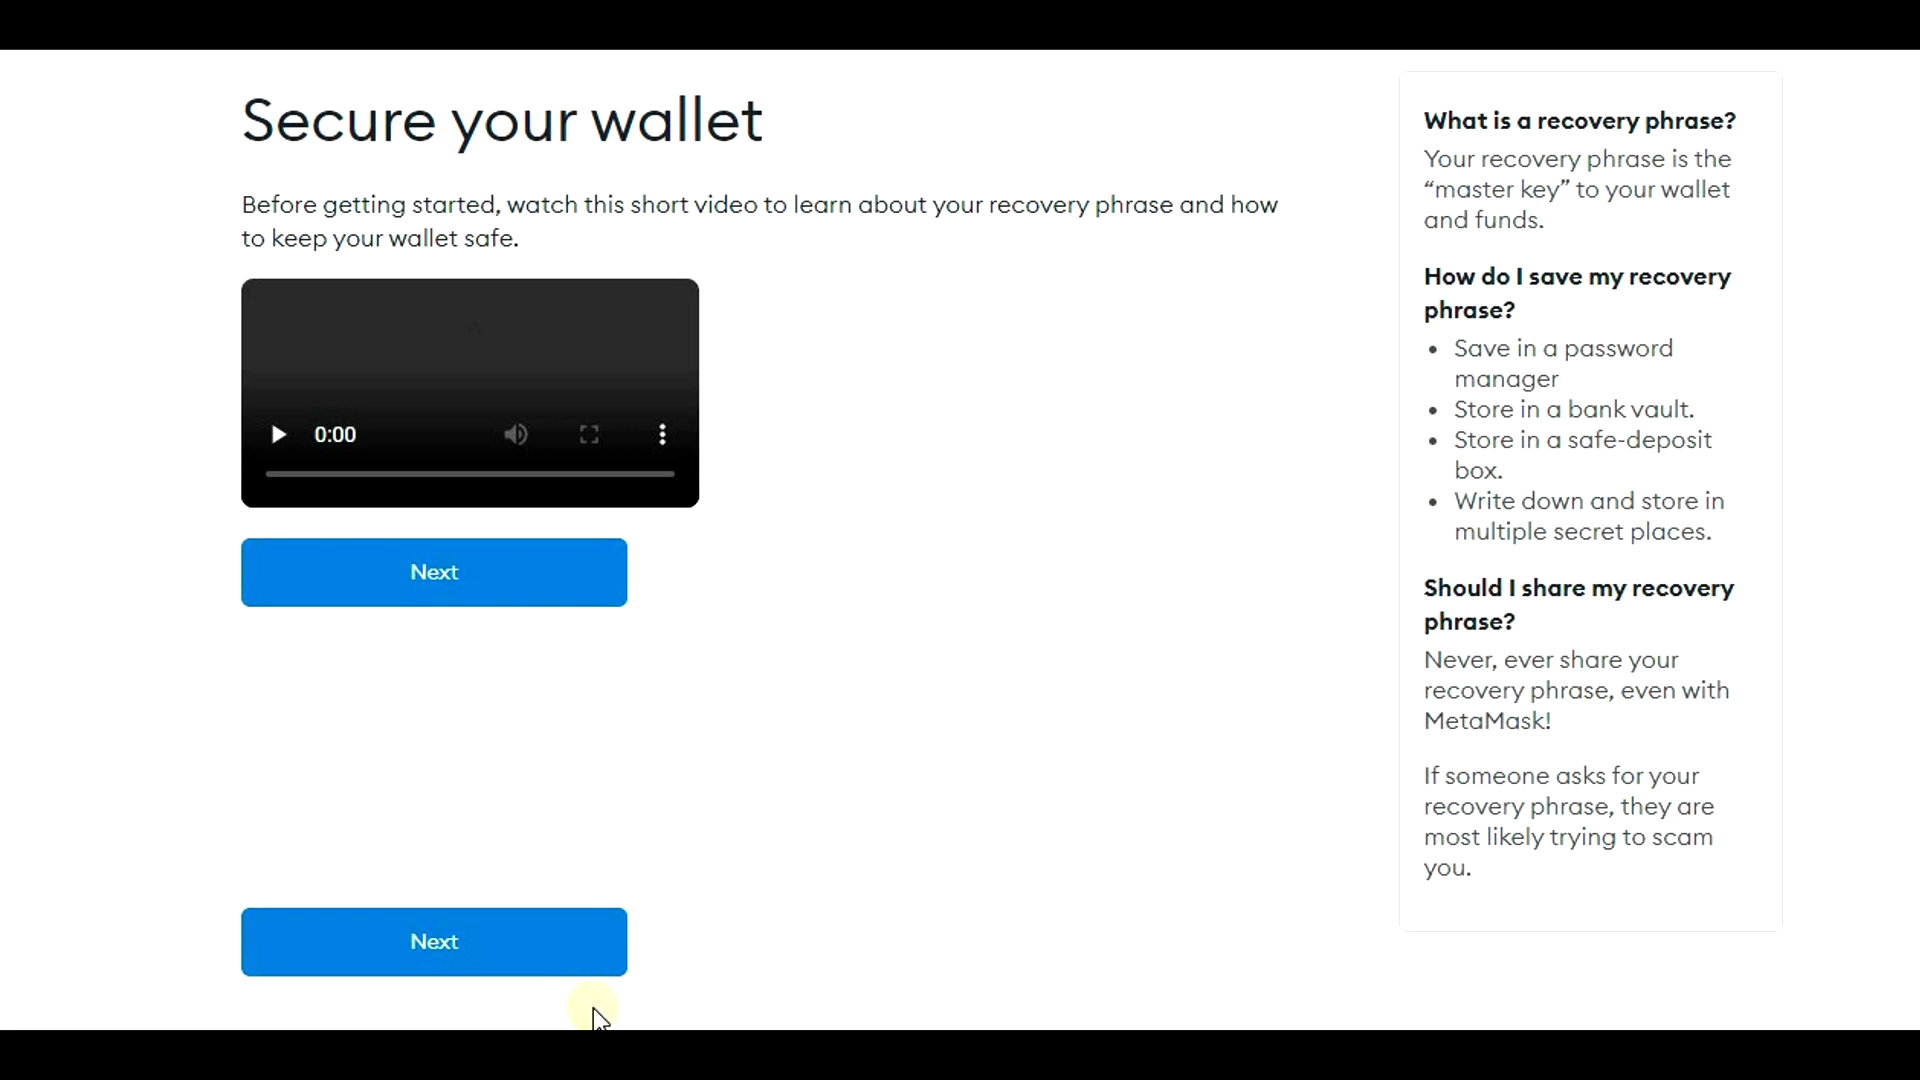 Secure your wallet
Before getting started, watch this short video to learn about your recovery phrase and how
to keep your wallet safe.
0:00
Next
Next
What is a recovery phrase?
Your recovery phrase is the
“master key” to your wallet
and funds.
How do I save my recovery
phrase?
• Save in a password
manager
• Store in a bank vault.
• Store in a safe-deposit
box.
• Write down and store in
multiple secret places.
Should I share my recovery
phrase?
Never, ever share your
recovery phrase, even with
MetaMask!
If someone asks for your
recovery phrase, they are
most likely trying to scam
you.